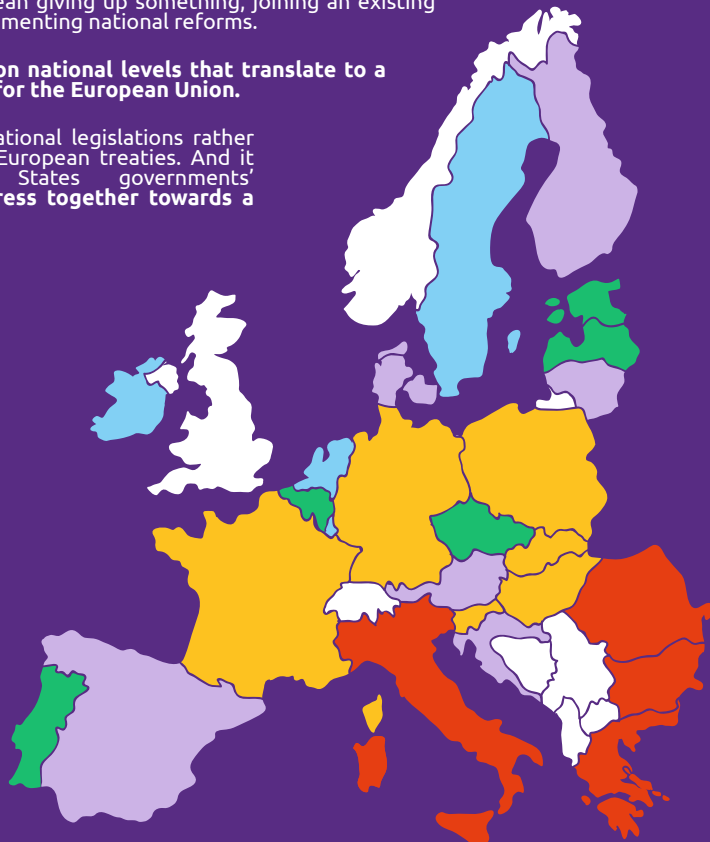 ean giving up something, joining an existing
menting national reforms.
on national levels that translate to a
for the European Union.
ational legislations rather
European treaties. And it
States governments’
ress together towards a